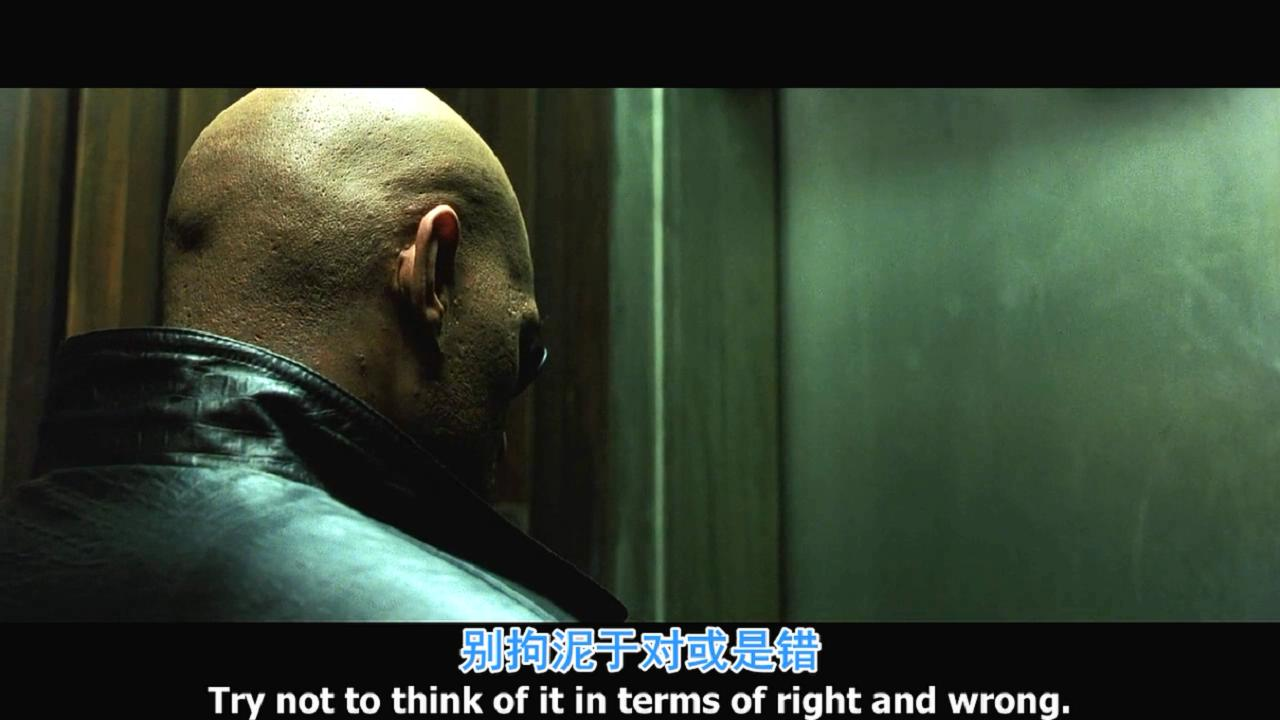 别拘泥于对或是错
Try not to think of it in terms of right and wrong.